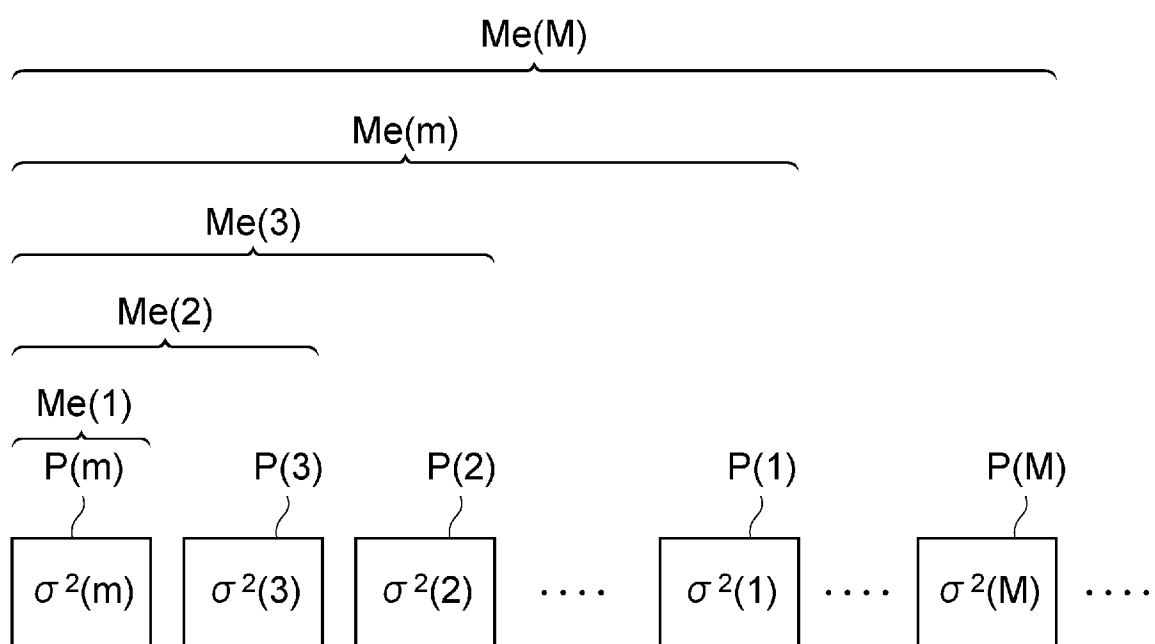 Me(M)
Me(m)
Me(3)
Me(2)
Me(1)
P(m) P(3) P(2) P(1) P(M)
σ²(m) σ²(3) σ²(2) ···· σ²(1) ···· σ²(M) ····